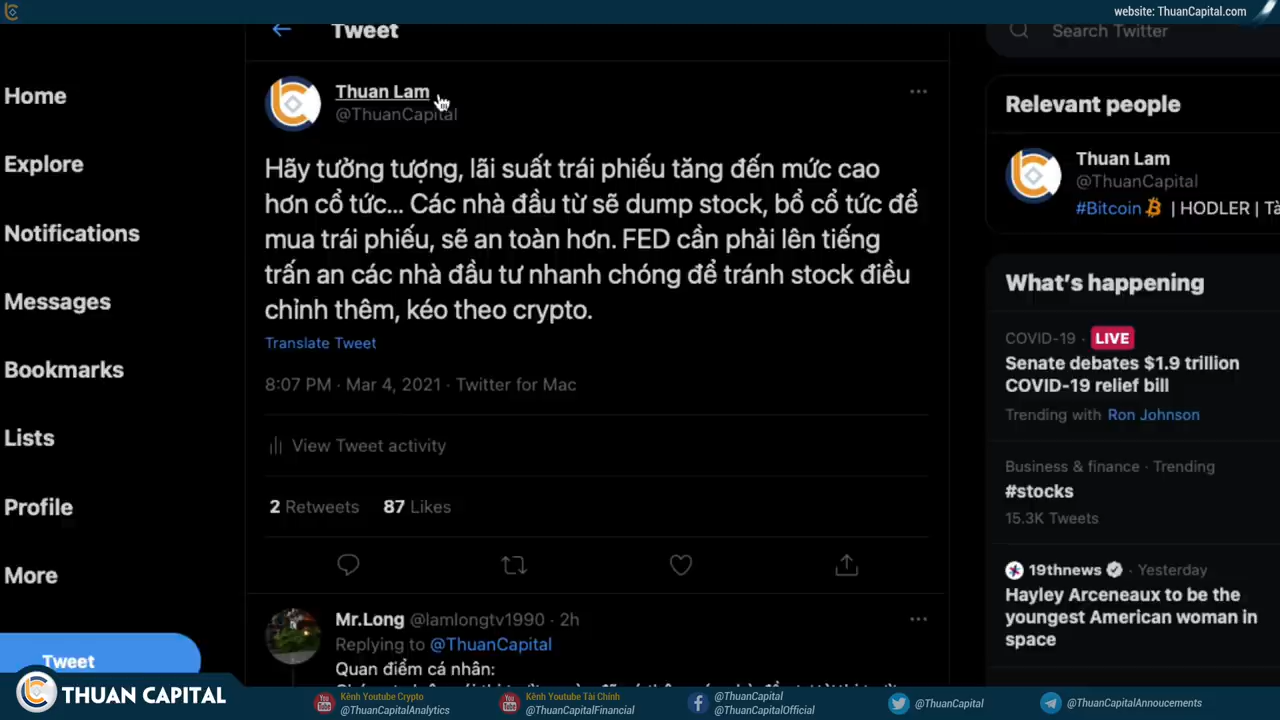 website: ThuanCapital.com
Tweet
Search Twitter
Home
Explore
Notifications
Messages
Bookmarks
Lists
Profile
More
Tweet
Thuan Lam
@ThuanCapital
Hãy tưởng tượng, lãi suất trái phiếu tăng đến mức cao
hơn cổ tức... Các nhà đầu từ sẽ dump stock, bổ cổ tức để
mua trái phiếu, sẽ an toàn hơn. FED cần phải lên tiếng
trấn an các nhà đầu tư nhanh chóng để tránh stock điều
chỉnh thêm, kéo theo crypto.
Translate Tweet
8:07 PM · Mar 4, 2021 · Twitter for Mac
View Tweet activity
2 Retweets 87 Likes
Mr.Long @lamlongtv1990 · 2h
Replying to @ThuanCapital
Quan điểm cá nhân:
Relevant people
Thuan Lam
@ThuanCapital
#Bitcoin | HODLER | Tà
What's happening
COVID-19 · LIVE
Senate debates $1.9 trillion
COVID-19 relief bill
Trending with Ron Johnson
Business & finance · Trending
#stocks
15.3K Tweets
19thnews · Yesterday
Hayley Arceneaux to be the
youngest American woman in
space
THUAN CAPITAL
Kênh Youtube Crypto
@ThuanCapitalAnalytics
Kênh Youtube Tài Chính
@ThuanCapitalFinancial
@ThuanCapital
@ThuanCapitalOfficial
@ThuanCapital
@ThuanCapitalAnnoucements